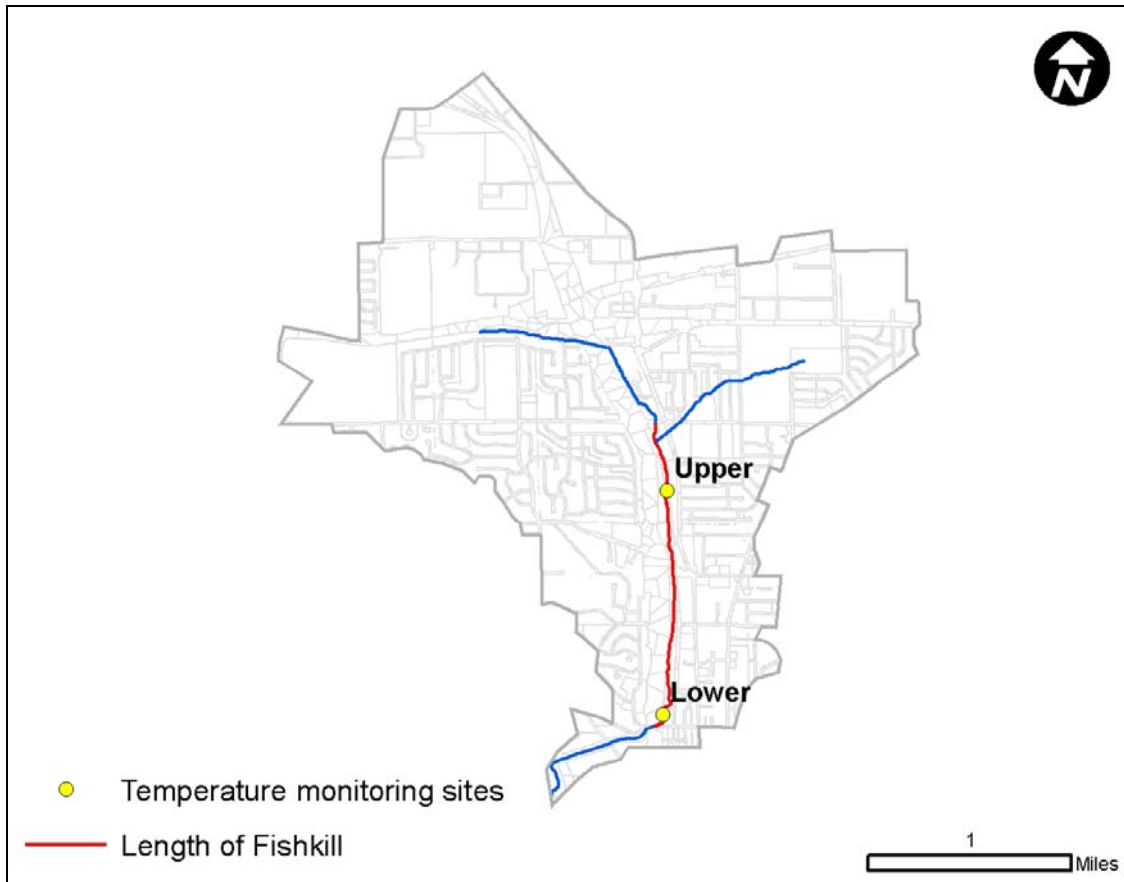 N
Upper
Lower
Temperature monitoring sites
Length of Fishkill
1
Miles